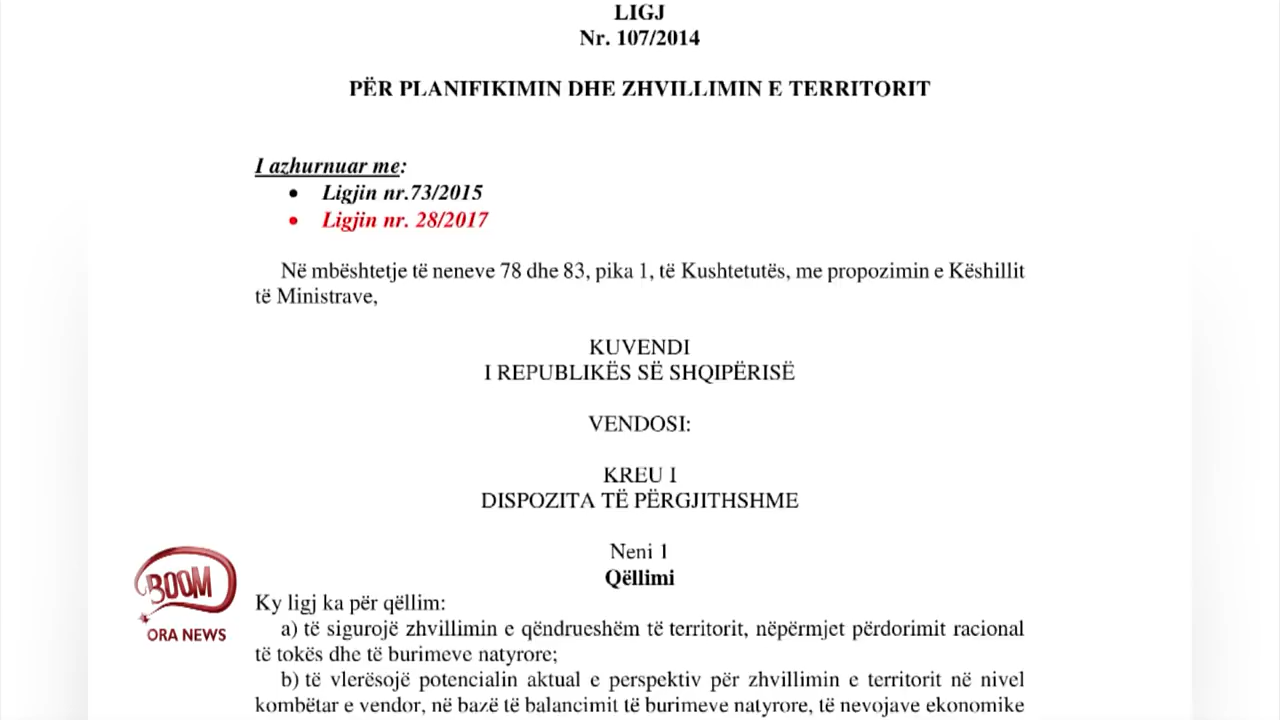 LIGJ
Nr. 107/2014
PËR PLANIFIKIMIN DHE ZHVILLIMIN E TERRITORIT
I azhurnuar me:
• Ligjin nr.73/2015
• Ligjin nr. 28/2017
Në mbështetje të neneve 78 dhe 83, pika 1, të Kushtetutës, me propozimin e Këshillit
të Ministrave,
KUVENDI
I REPUBLIKËS SË SHQIPËRISË
VENDOSI:
KREU I
DISPOZITA TË PËRGJITHSHME
Neni 1
Qëllimi
Ky ligj ka për qëllim:
a) të sigurojë zhvillimin e qëndrueshëm të territorit, nëpërmjet përdorimit racional
të tokës dhe të burimeve natyrore;
b) të vlerësojë potencialin aktual e perspektiv për zhvillimin e territorit në nivel
kombëtar e vendor, në bazë të balancimit të burimeve natyrore, të nevojave ekonomike
BOOM
ORA NEWS